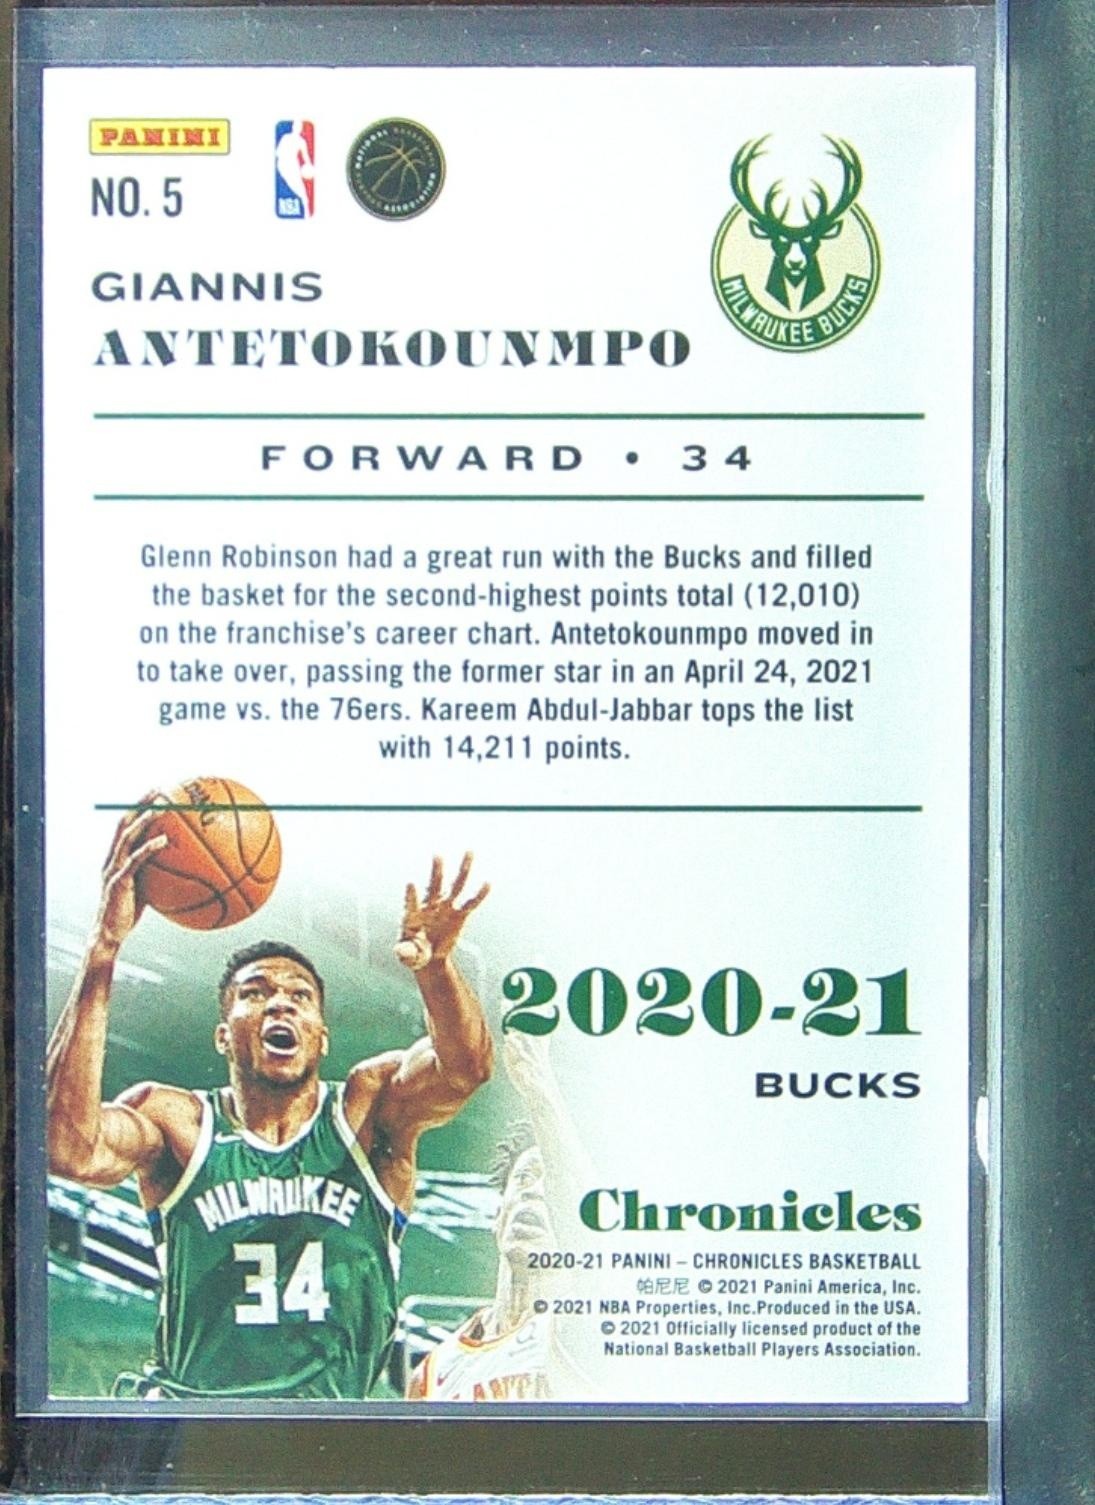 PANINI
NO. 5
NBA
NATIONAL BASKETBALL
PLAYERS ASSOCIATION
MILWAUKEE BUCKS
GIANNIS
ANTETOKOUNMPO
FORWARD • 34
Glenn Robinson had a great run with the Bucks and filled
the basket for the second-highest points total (12,010)
on the franchise's career chart. Antetokounmpo moved in
to take over, passing the former star in an April 24, 2021
game vs. the 76ers. Kareem Abdul-Jabbar tops the list
with 14,211 points.
2020-21
BUCKS
MILWAUKEE
34
Chronicles
2020-21 PANINI – CHRONICLES BASKETBALL
帕尼尼 © 2021 Panini America, Inc.
© 2021 NBA Properties, Inc.Produced in the USA.
© 2021 Officially licensed product of the
National Basketball Players Association.